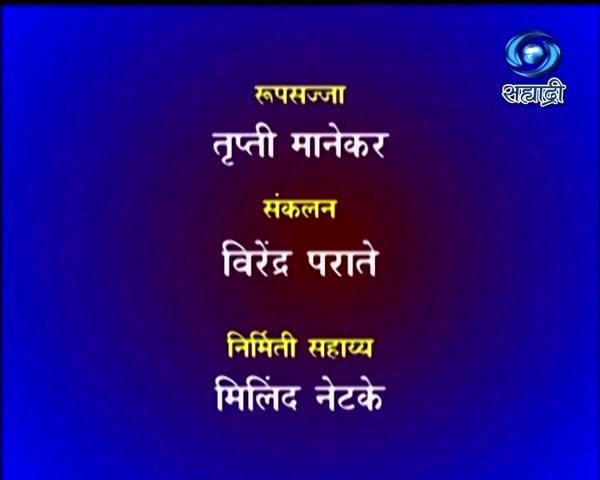 सह्याद्री
रूपसज्जा
तृप्ती मानेकर
संकलन
विरेंद्र पराते
निर्मिती सहाय्य
मिलिंद नेटके